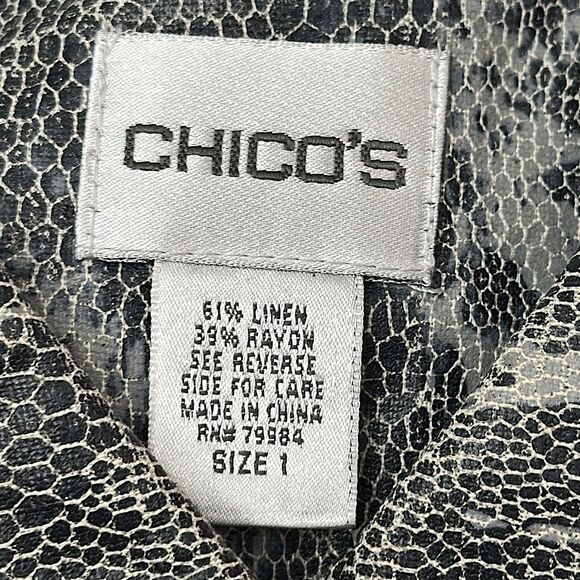 CHICO'S
61% LINEN
39% RAYON
SEE REVERSE
SIDE FOR CARE
MADE IN CHINA
RN# 79984
SIZE 1